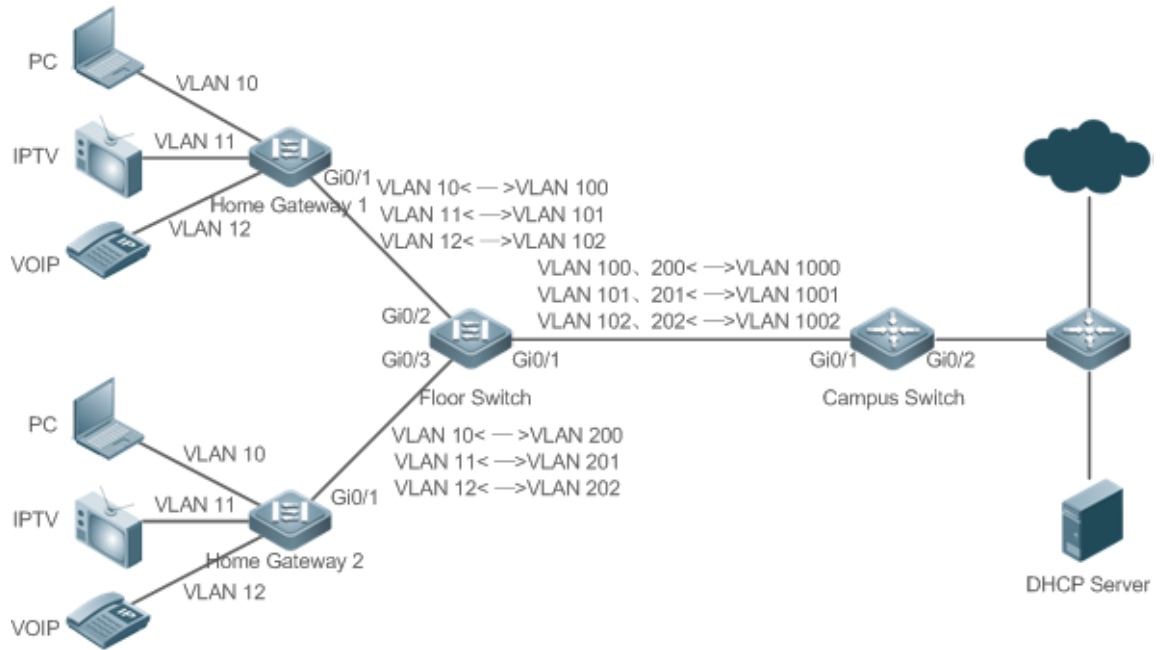 PC
VLAN 10
IPTV
VLAN 11
Gi0/1
Home Gateway 1
VLAN 12
VOIP
VLAN 10< — >VLAN 100
VLAN 11< —>VLAN 101
VLAN 12< —>VLAN 102
VLAN 100、200< —>VLAN 1000
VLAN 101、201< —>VLAN 1001
VLAN 102、202< —>VLAN 1002
Gi0/2
Gi0/3
Gi0/1
Floor Switch
Gi0/1
Gi0/2
Campus Switch
VLAN 10< — >VLAN 200
VLAN 11< —>VLAN 201
VLAN 12< —>VLAN 202
PC
VLAN 10
IPTV
VLAN 11
Gi0/1
Home Gateway 2
VLAN 12
VOIP
IP
IP
DHCP Server